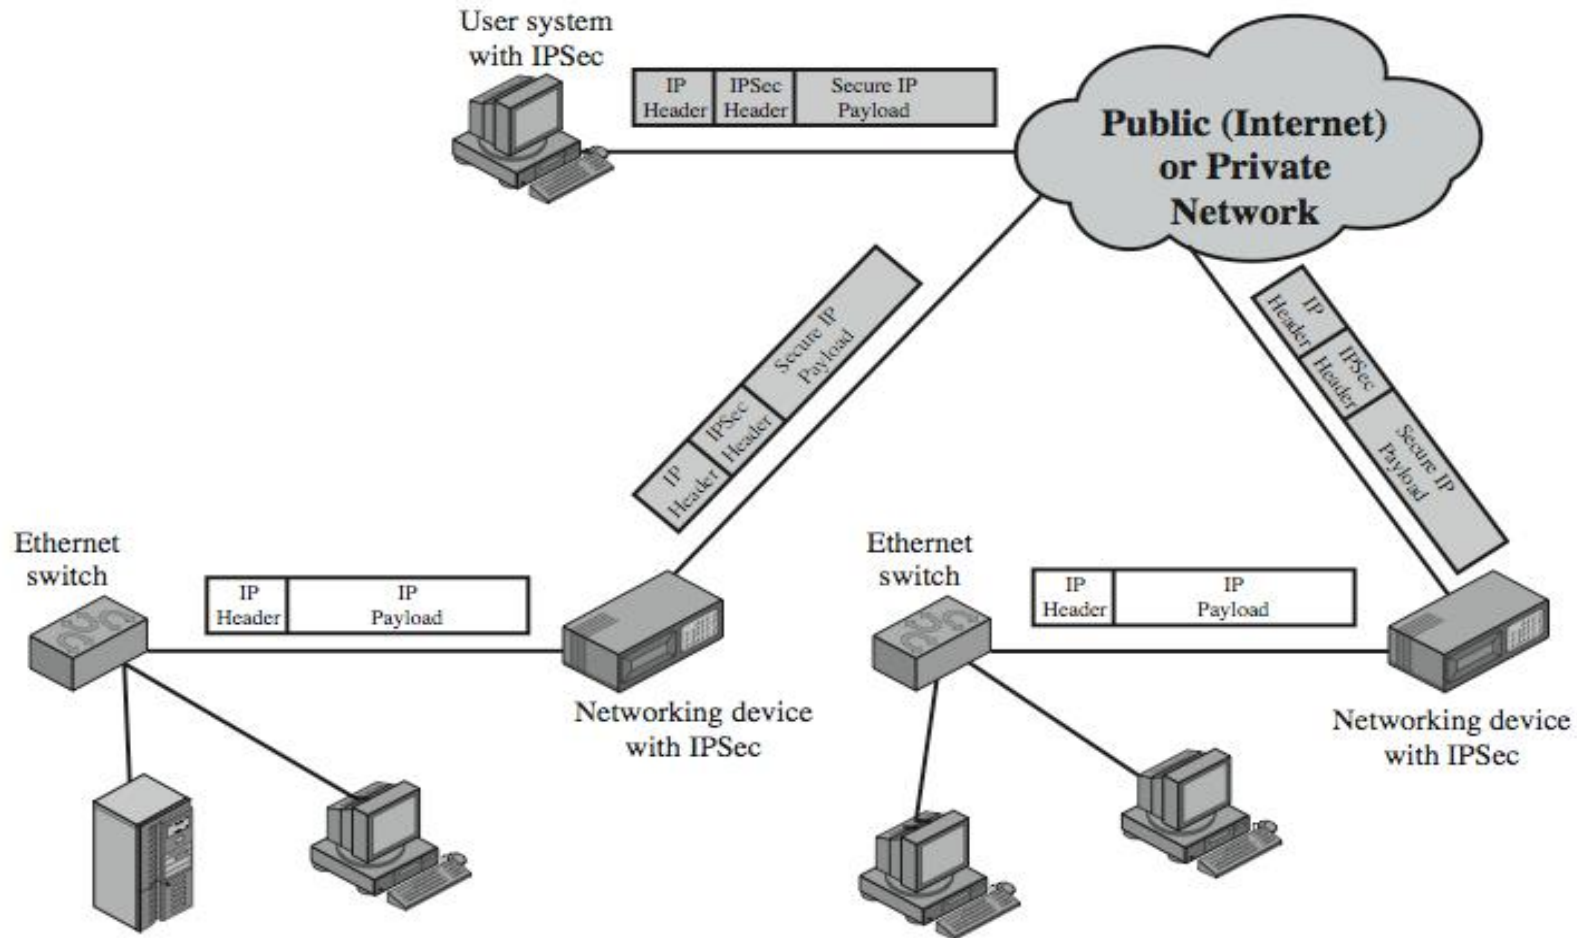 User system
with IPSec
IP
Header
IPSec
Header
Secure IP
Payload
Public (Internet)
or Private
Network
IP
Header
IPSec
Header
Secure IP
Payload
IP
Header
IPSec
Header
Secure IP
Payload
Ethernet
switch
IP
Header
IP
Payload
Networking device
with IPSec
Ethernet
switch
IP
Header
IP
Payload
Networking device
with IPSec